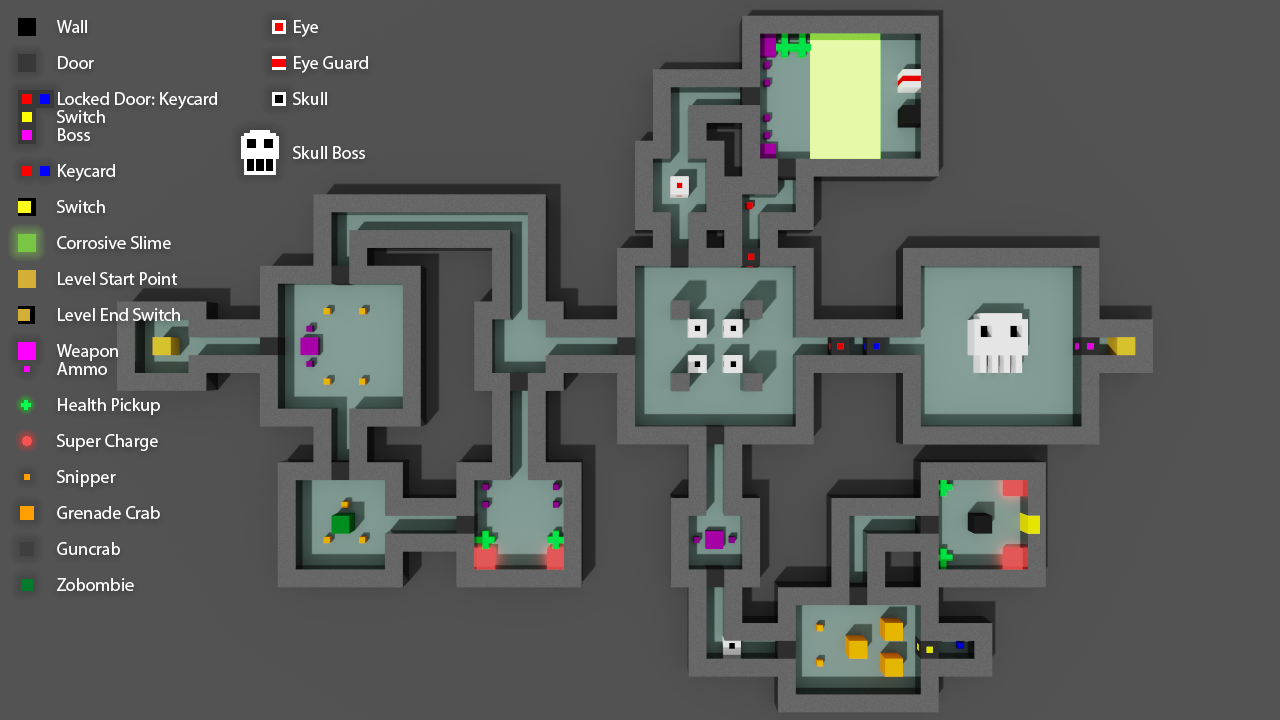 Wall
Door
Locked Door: Keycard
Switch
Boss
Keycard
Switch
Corrosive Slime
Level Start Point
Level End Switch
Weapon
Ammo
Health Pickup
Super Charge
Snipper
Grenade Crab
Guncrab
Zobombie
Eye
Eye Guard
Skull
Skull Boss